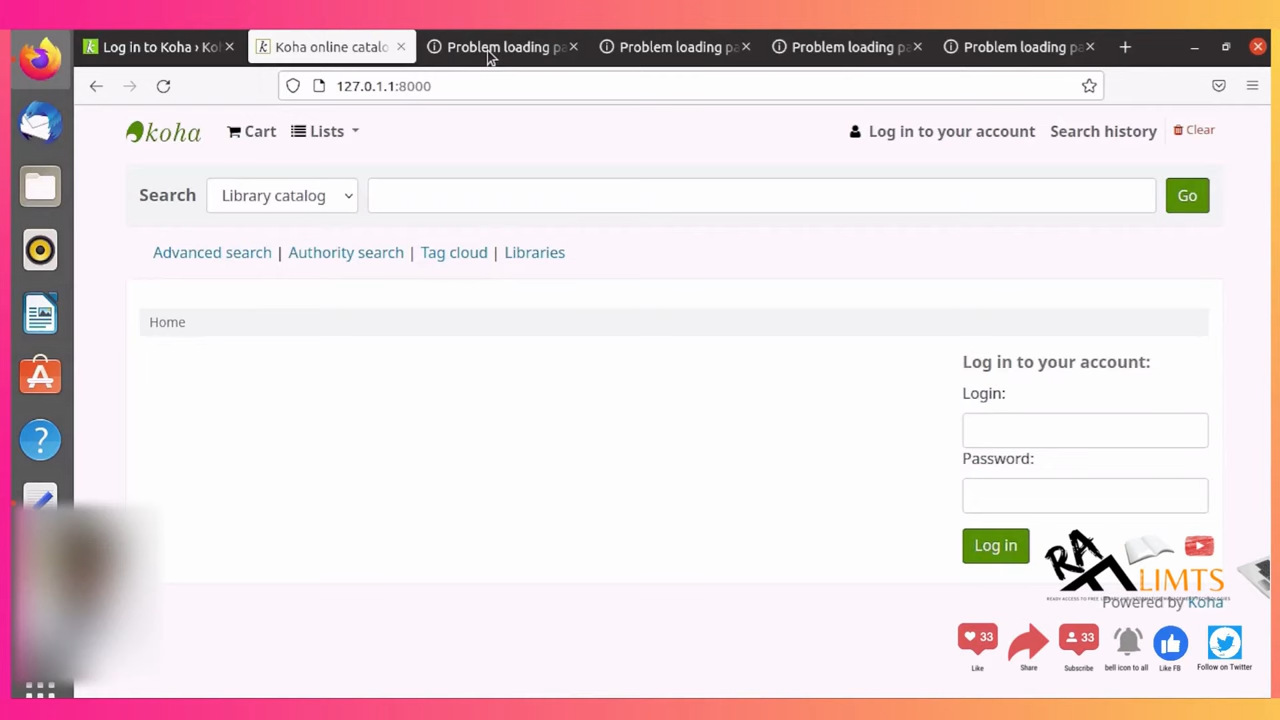 Log in to Koha › Ko
Koha online catalo
Problem loading pa
Problem loading pa
Problem loading pa
Problem loading pa
127.0.1.1:8000
koha
Cart
Lists
Log in to your account
Search history
Clear
Search
Library catalog
Go
Advanced search | Authority search | Tag cloud | Libraries
Home
Log in to your account:
Login:
Password:
Log in
RA
LIMTS
Powered by Koha
33
33
Like
Share
Subscribe
bell icon to all
Like FB
Follow on Twitter